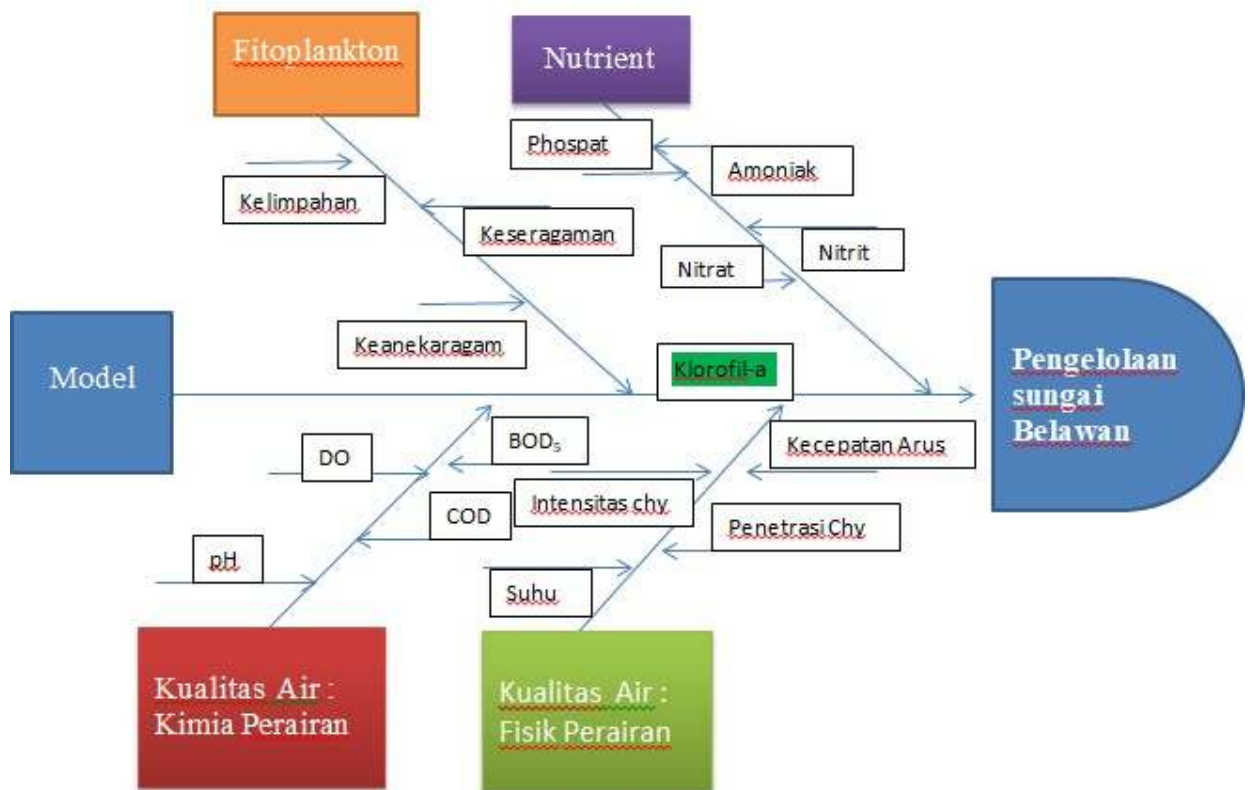 Fitoplankton
Nutrient
Phospat
Amoniak
Kelimpahan
Keseragaman
Nitrit
Nitrat
Keanekaragam
Model
Klorofil-a
Pengelolaan
sungai
Belawan
DO
BOD₅
Kecepatan Arus
Intensitas chy
COD
Penetrasi Chy
pH
Suhu
Kualitas Air :
Kimia Perairan
Kualitas Air :
Fisik Perairan